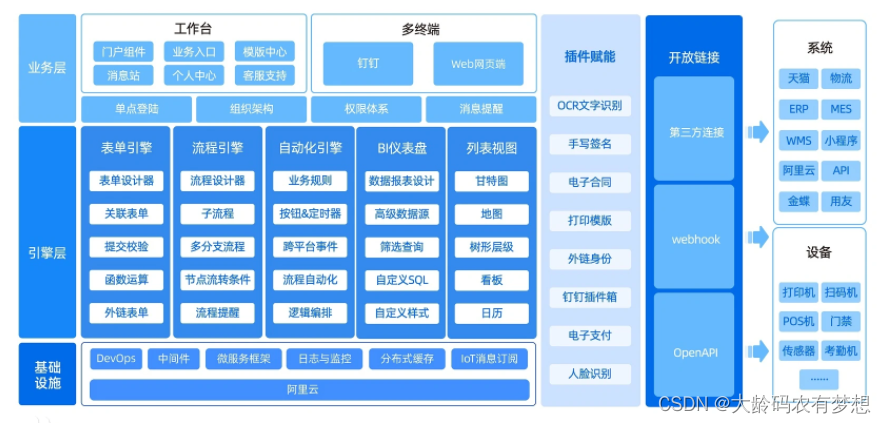 业务层
工作台
门户组件
业务入口
模版中心
消息站
个人中心
客服支持
多终端
钉钉
Web网页端
单点登陆
组织架构
权限体系
消息提醒
引擎层
表单引擎
表单设计器
关联表单
提交校验
函数运算
外链表单
流程引擎
流程设计器
子流程
多分支流程
节点流转条件
流程提醒
自动化引擎
业务规则
按钮&定时器
跨平台事件
流程自动化
逻辑编排
BI仪表盘
数据报表设计
高级数据源
筛选查询
自定义SQL
自定义样式
列表视图
甘特图
地图
树形层级
看板
日历
基础
设施
DevOps
中间件
微服务框架
日志与监控
分布式缓存
IoT消息订阅
阿里云
插件赋能
OCR文字识别
手写签名
电子合同
打印模版
外链身份
钉钉插件箱
电子支付
人脸识别
开放链接
第三方连接
webhook
OpenAPI
系统
天猫
物流
ERP
MES
WMS
小程序
阿里云
API
金蝶
用友
设备
打印机
扫码机
POS机
门禁
传感器
考勤机
......
CSDN @大龄码农有梦想